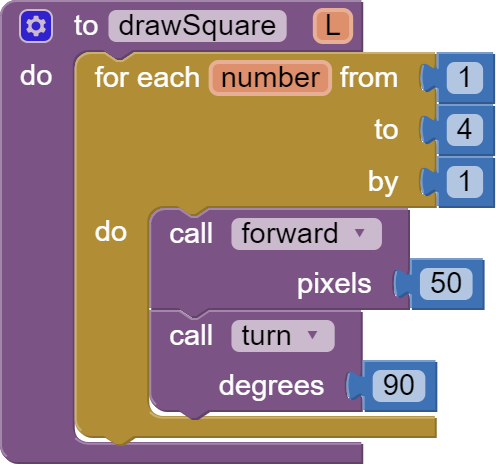 to drawSquare L
do for each number from 1
to 4
by 1
do call forward
pixels 50
call turn
degrees 90